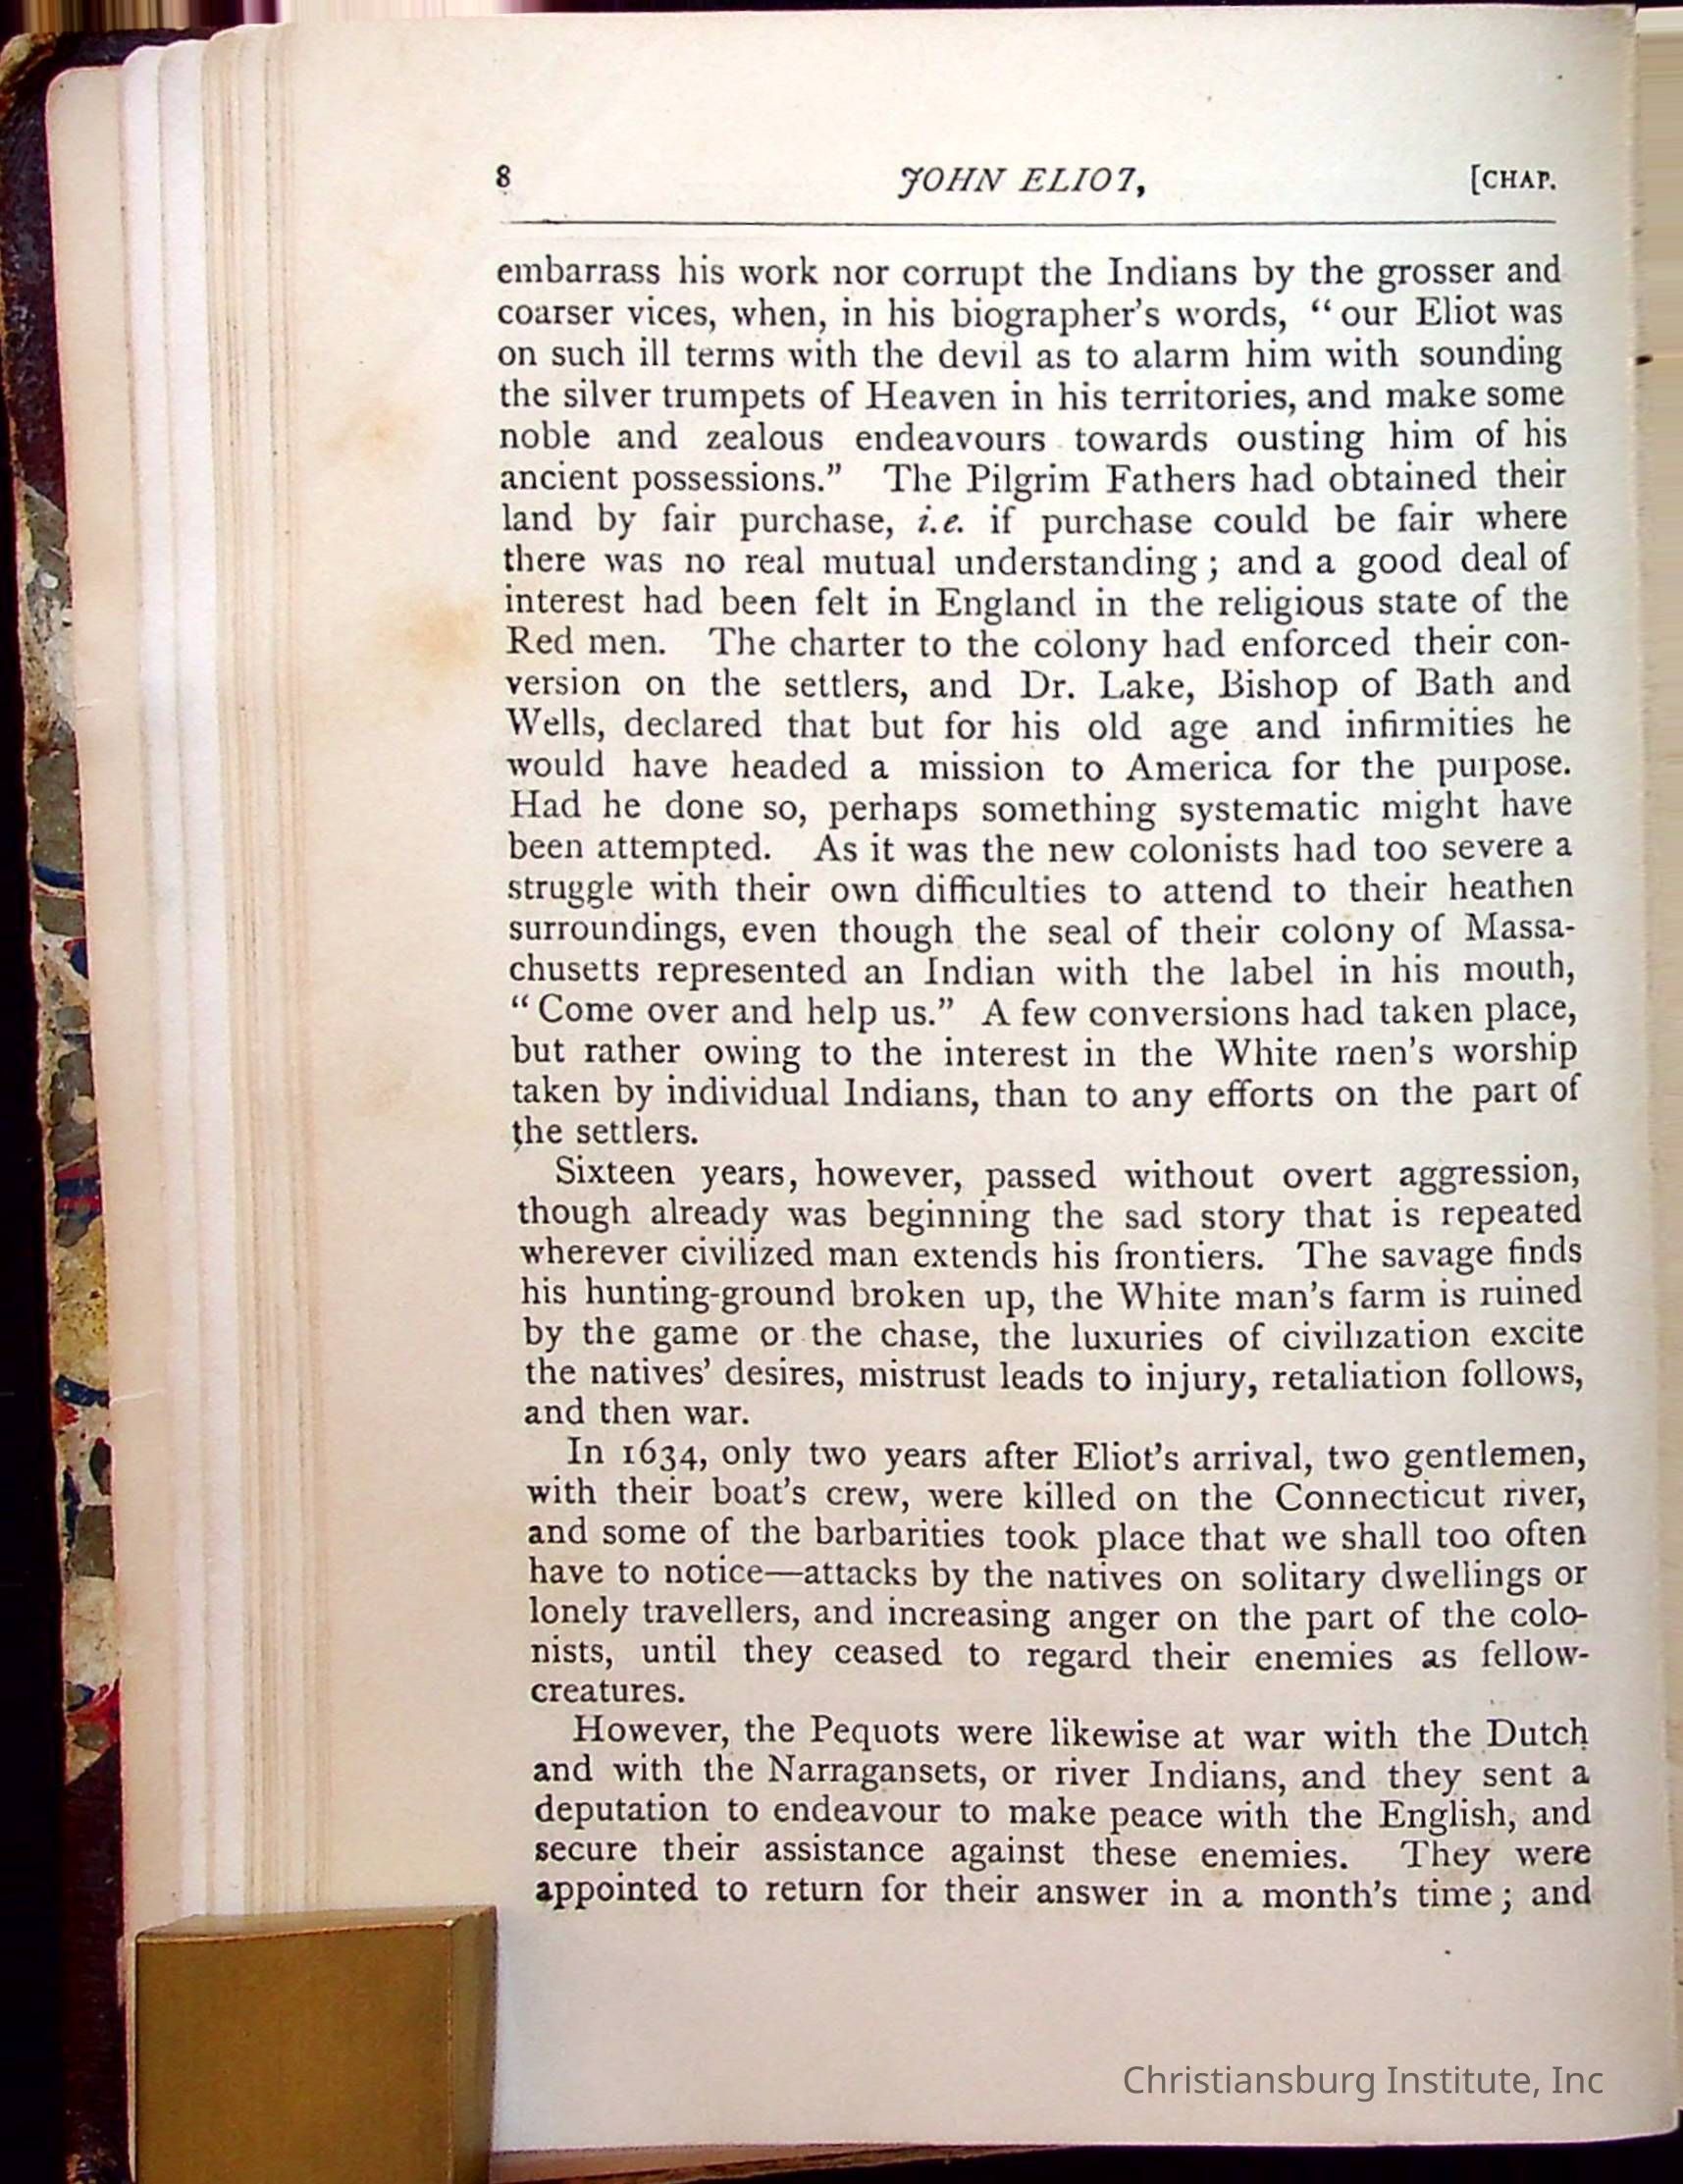 8 JOHN ELIOT, [CHAP.
embarrass his work nor corrupt the Indians by the grosser and
coarser vices, when, in his biographer's words, “our Eliot was
on such ill terms with the devil as to alarm him with sounding
the silver trumpets of Heaven in his territories, and make some
noble and zealous endeavours towards ousting him of his
ancient possessions.” The Pilgrim Fathers had obtained their
land by fair purchase, i.e. if purchase could be fair where
there was no real mutual understanding; and a good deal of
interest had been felt in England in the religious state of the
Red men. The charter to the colony had enforced their con-
version on the settlers, and Dr. Lake, Bishop of Bath and
Wells, declared that but for his old age and infirmities he
would have headed a mission to America for the purpose.
Had he done so, perhaps something systematic might have
been attempted. As it was the new colonists had too severe a
struggle with their own difficulties to attend to their heathen
surroundings, even though the seal of their colony of Massa-
chusetts represented an Indian with the label in his mouth,
“Come over and help us.” A few conversions had taken place,
but rather owing to the interest in the White men's worship
taken by individual Indians, than to any efforts on the part of
the settlers.
Sixteen years, however, passed without overt aggression,
though already was beginning the sad story that is repeated
wherever civilized man extends his frontiers. The savage finds
his hunting-ground broken up, the White man's farm is ruined
by the game or the chase, the luxuries of civilization excite
the natives' desires, mistrust leads to injury, retaliation follows,
and then war.
In 1634, only two years after Eliot's arrival, two gentlemen,
with their boat's crew, were killed on the Connecticut river,
and some of the barbarities took place that we shall too often
have to notice—attacks by the natives on solitary dwellings or
lonely travellers, and increasing anger on the part of the colo-
nists, until they ceased to regard their enemies as fellow-
creatures.
However, the Pequots were likewise at war with the Dutch
and with the Narragansets, or river Indians, and they sent a
deputation to endeavour to make peace with the English, and
secure their assistance against these enemies. They were
appointed to return for their answer in a month's time; and
Christiansburg Institute, Inc